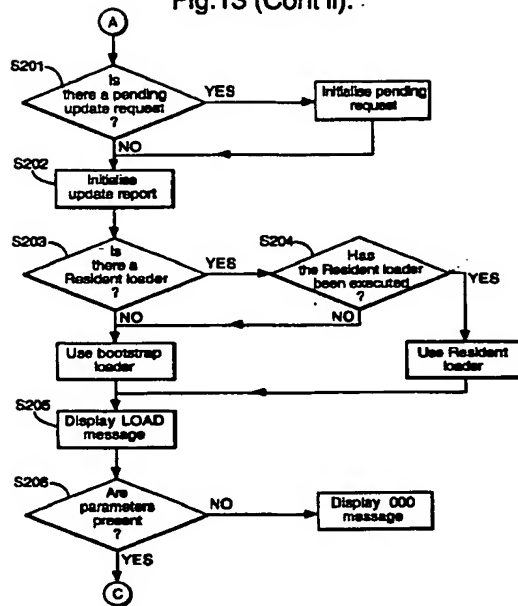 Fig.13 (Cont II).
A
S201
Is
there a pending
update request
?
YES
Initialise pending
request
NO
S202
Initialise
update report
S203
Is
there a
Resident loader
?
YES
S204
Has
the Resident loader
been executed
?
YES
NO
NO
Use bootstrap
loader
Use Resident
loader
S205
Display LOAD
message
S206
Are
parameters
present
?
NO
Display 000
message
YES
C